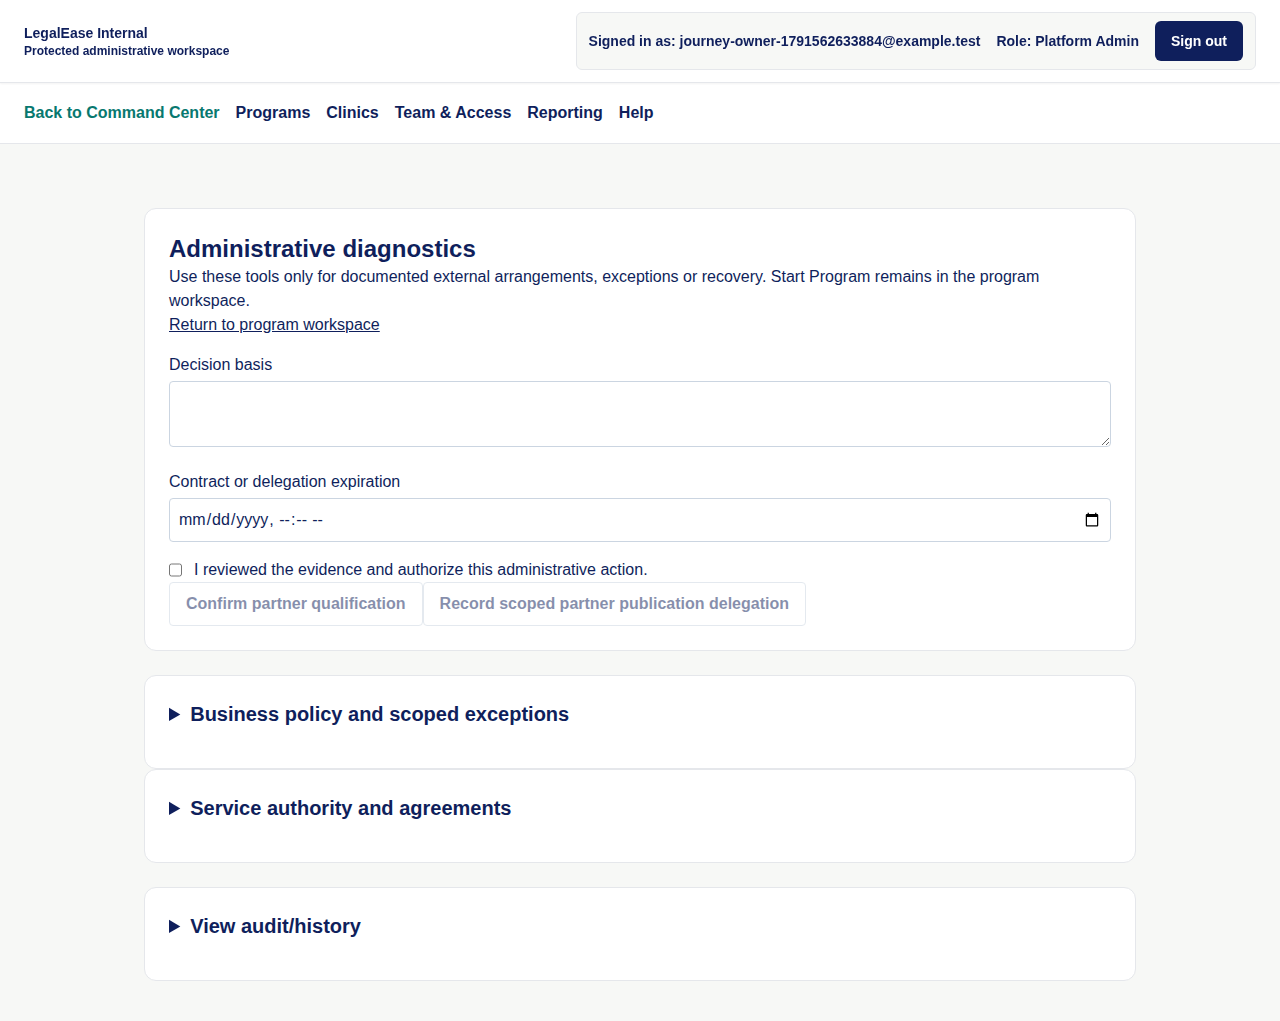 LegalEase Internal
Protected administrative workspace
Signed in as: journey-owner-1791562633884@example.test Role: Platform Admin Sign out
Back to Command Center Programs Clinics Team & Access Reporting Help
Administrative diagnostics
Use these tools only for documented external arrangements, exceptions or recovery. Start Program remains in the program
workspace.
Return to program workspace
Decision basis
Contract or delegation expiration
mm/dd/yyyy, --:-- --
I reviewed the evidence and authorize this administrative action.
Confirm partner qualification Record scoped partner publication delegation
Business policy and scoped exceptions
Service authority and agreements
View audit/history